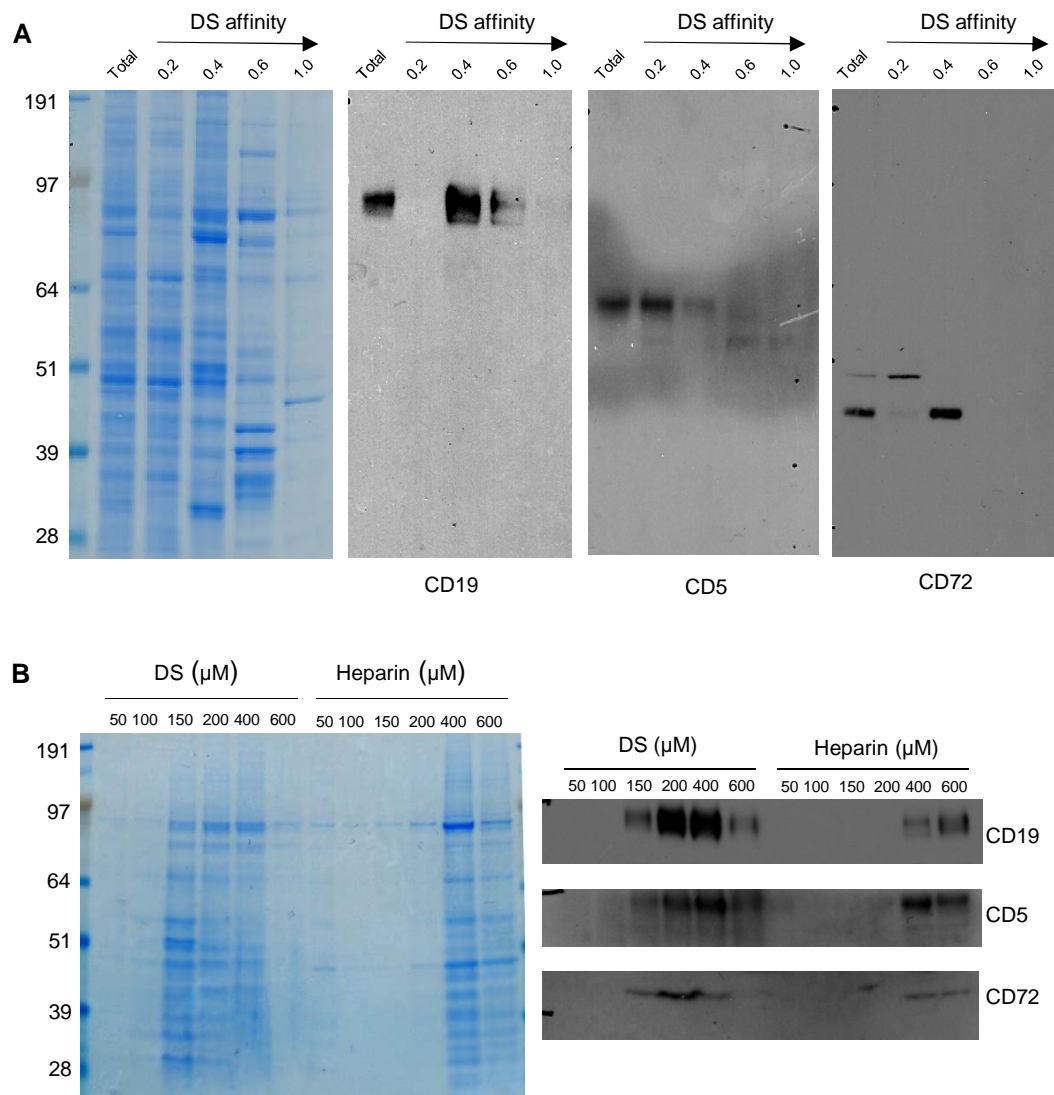 A
DS affinity
DS affinity
DS affinity
DS affinity
Total 0.2 0.4 0.6 1.0
Total 0.2 0.4 0.6 1.0
Total 0.2 0.4 0.6 1.0
Total 0.2 0.4 0.6 1.0
191
97
64
51
39
28
CD19
CD5
CD72
B
DS (µM)
Heparin (µM)
50 100 150 200 400 600
50 100 150 200 400 600
191
97
64
51
39
28
DS (µM)
Heparin (µM)
50 100 150 200 400 600
50 100 150 200 400 600
CD19
CD5
CD72